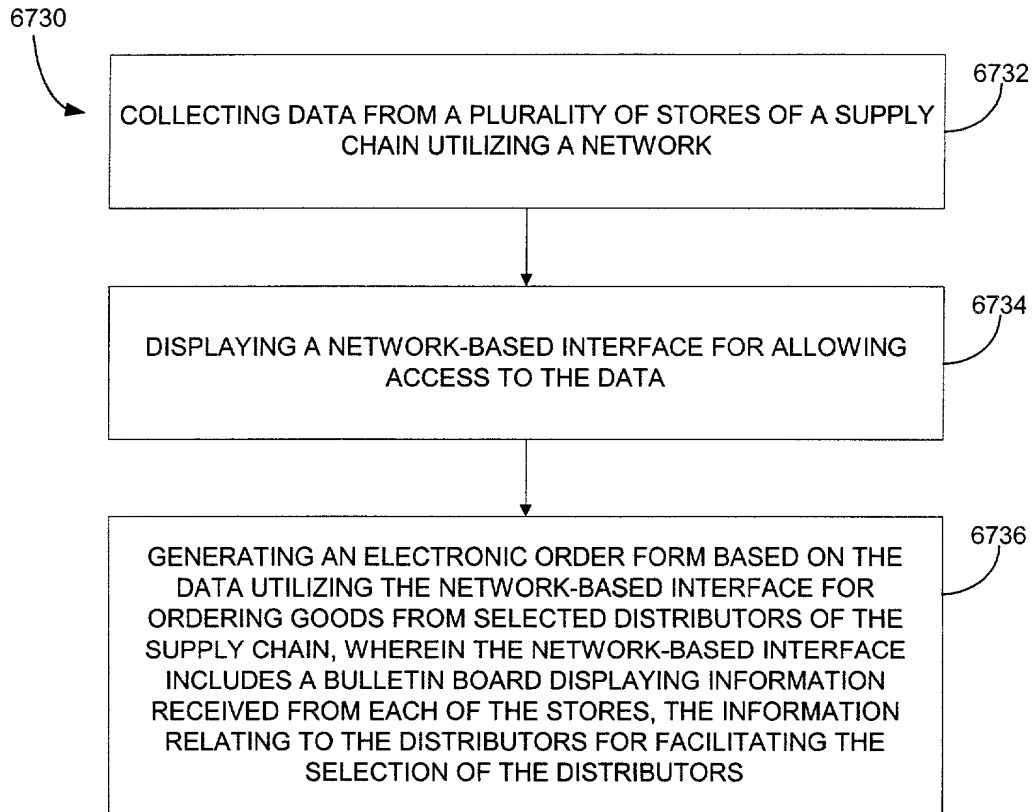 6730
6732
COLLECTING DATA FROM A PLURALITY OF STORES OF A SUPPLY
CHAIN UTILIZING A NETWORK
6734
DISPLAYING A NETWORK-BASED INTERFACE FOR ALLOWING
ACCESS TO THE DATA
6736
GENERATING AN ELECTRONIC ORDER FORM BASED ON THE
DATA UTILIZING THE NETWORK-BASED INTERFACE FOR
ORDERING GOODS FROM SELECTED DISTRIBUTORS OF THE
SUPPLY CHAIN, WHEREIN THE NETWORK-BASED INTERFACE
INCLUDES A BULLETIN BOARD DISPLAYING INFORMATION
RECEIVED FROM EACH OF THE STORES, THE INFORMATION
RELATING TO THE DISTRIBUTORS FOR FACILITATING THE
SELECTION OF THE DISTRIBUTORS